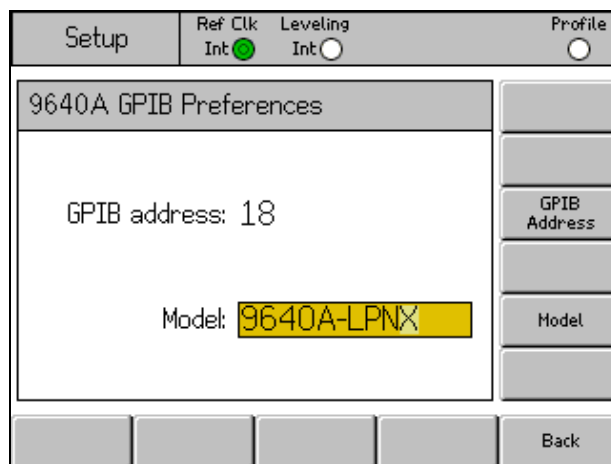 Setup
Ref Clk
Int
Leveling
Int
Profile
9640A GPIB Preferences
GPIB address: 18
GPIB
Address
Model: 9640A-LPNX
Model
Back